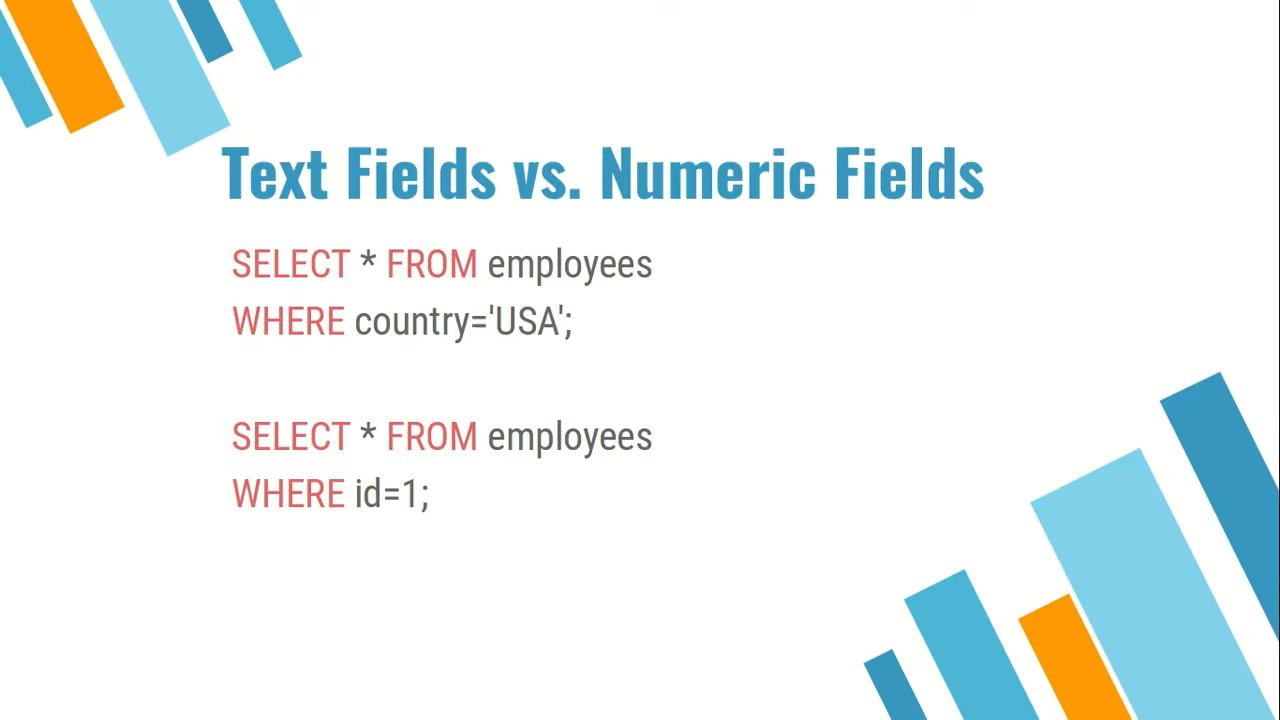 Text Fields vs. Numeric Fields
SELECT * FROM employees
WHERE country='USA';
SELECT * FROM employees
WHERE id=1;